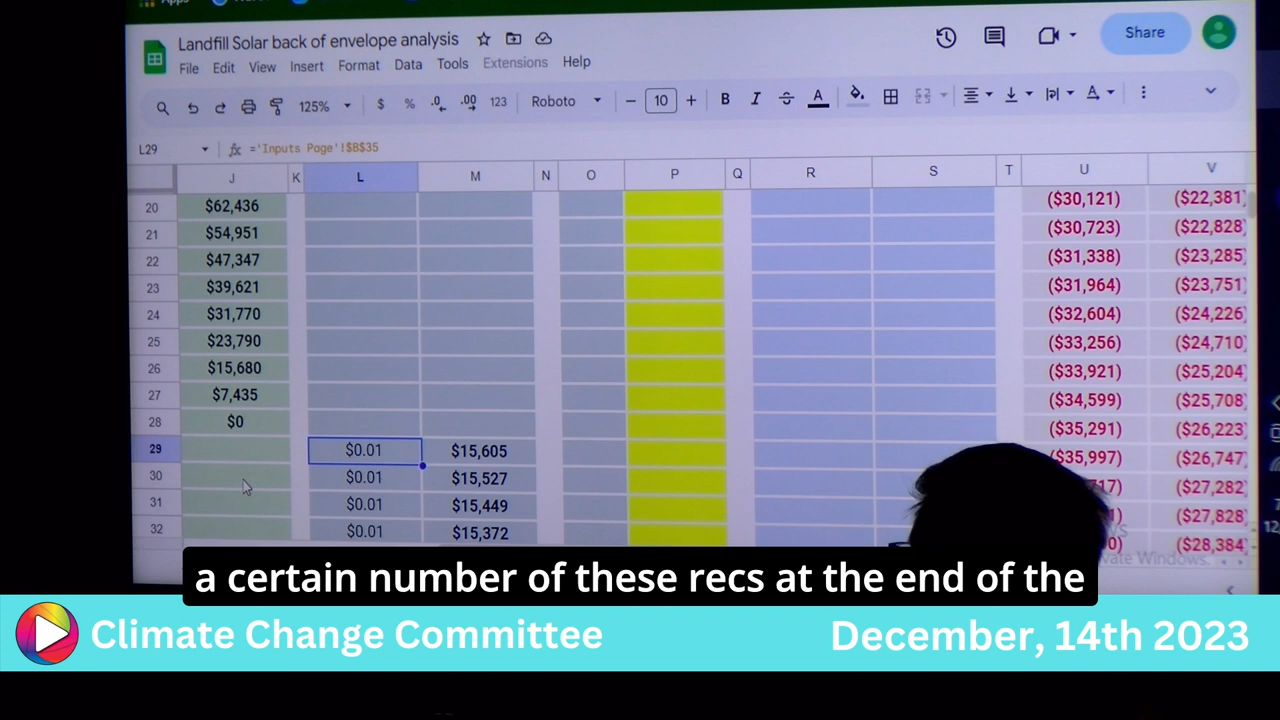 Apps
Landfill Solar back of envelope analysis
Share
File Edit View Insert Format Data Tools Extensions Help
125% $ % .0 .00 123 Roboto − 10 + B I A
L29 fx ='Inputs Page'!$B$35
J K L M N O P Q R S T U V
20 $62,436 ($30,121) ($22,381)
21 $54,951 ($30,723) ($22,828)
22 $47,347 ($31,338) ($23,285)
23 $39,621 ($31,964) ($23,751)
24 $31,770 ($32,604) ($24,226)
25 $23,790 ($33,256) ($24,710)
26 $15,680 ($33,921) ($25,204)
27 $7,435 ($34,599) ($25,708)
28 $0 ($35,291) ($26,223)
29 $0.01 $15,605 ($35,997) ($26,747)
30 $0.01 $15,527 ($27,282)
31 $0.01 $15,449 ($27,828)
32 $0.01 $15,372 ($28,384)
a certain number of these recs at the end of the
Climate Change Committee December, 14th 2023